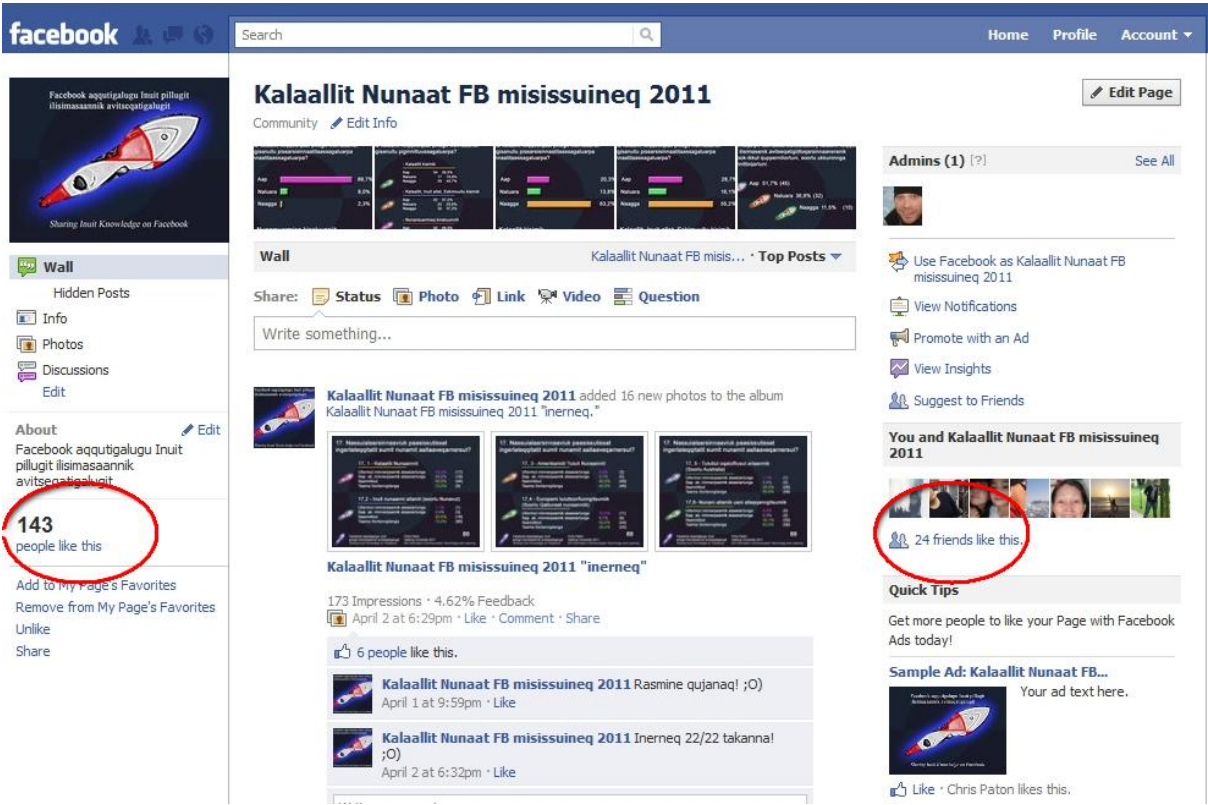 facebook
Search
Home Profile Account
Facebook aqqutigalugu Inuit pillugit
ilisimasaannik avitseqatigalugit
Sharing Inuit Knowledge on Facebook
Wall
Hidden Posts
Info
Photos
Discussions
Edit
About Edit
Facebook aqqutigalugu Inuit
pillugit ilisimasaannik
avitseqatigalugit
143
people like this
Add to My Page's Favorites
Remove from My Page's Favorites
Unlike
Share
Kalaallit Nunaat FB misissuineq 2011
Community Edit Info
Wall Kalaallit Nunaat FB misis... · Top Posts
Share: Status Photo Link Video Question
Write something...
Kalaallit Nunaat FB misissuineq 2011 added 16 new photos to the album
Kalaallit Nunaat FB misissuineq 2011 "inerneq."
Kalaallit Nunaat FB misissuineq 2011 "inerneq"
173 Impressions · 4.62% Feedback
April 2 at 6:29pm · Like · Comment · Share
6 people like this.
Kalaallit Nunaat FB misissuineq 2011 Rasmine qujanaq! ;O)
April 1 at 9:59pm · Like
Kalaallit Nunaat FB misissuineq 2011 Inerneq 22/22 takanna!
;O)
April 2 at 6:32pm · Like
Edit Page
Admins (1) [?] See All
Use Facebook as Kalaallit Nunaat FB
misissuineq 2011
View Notifications
Promote with an Ad
View Insights
Suggest to Friends
You and Kalaallit Nunaat FB misissuineq
2011
24 friends like this.
Quick Tips
Get more people to like your Page with Facebook
Ads today!
Sample Ad: Kalaallit Nunaat FB...
Your ad text here.
Like · Chris Paton likes this.